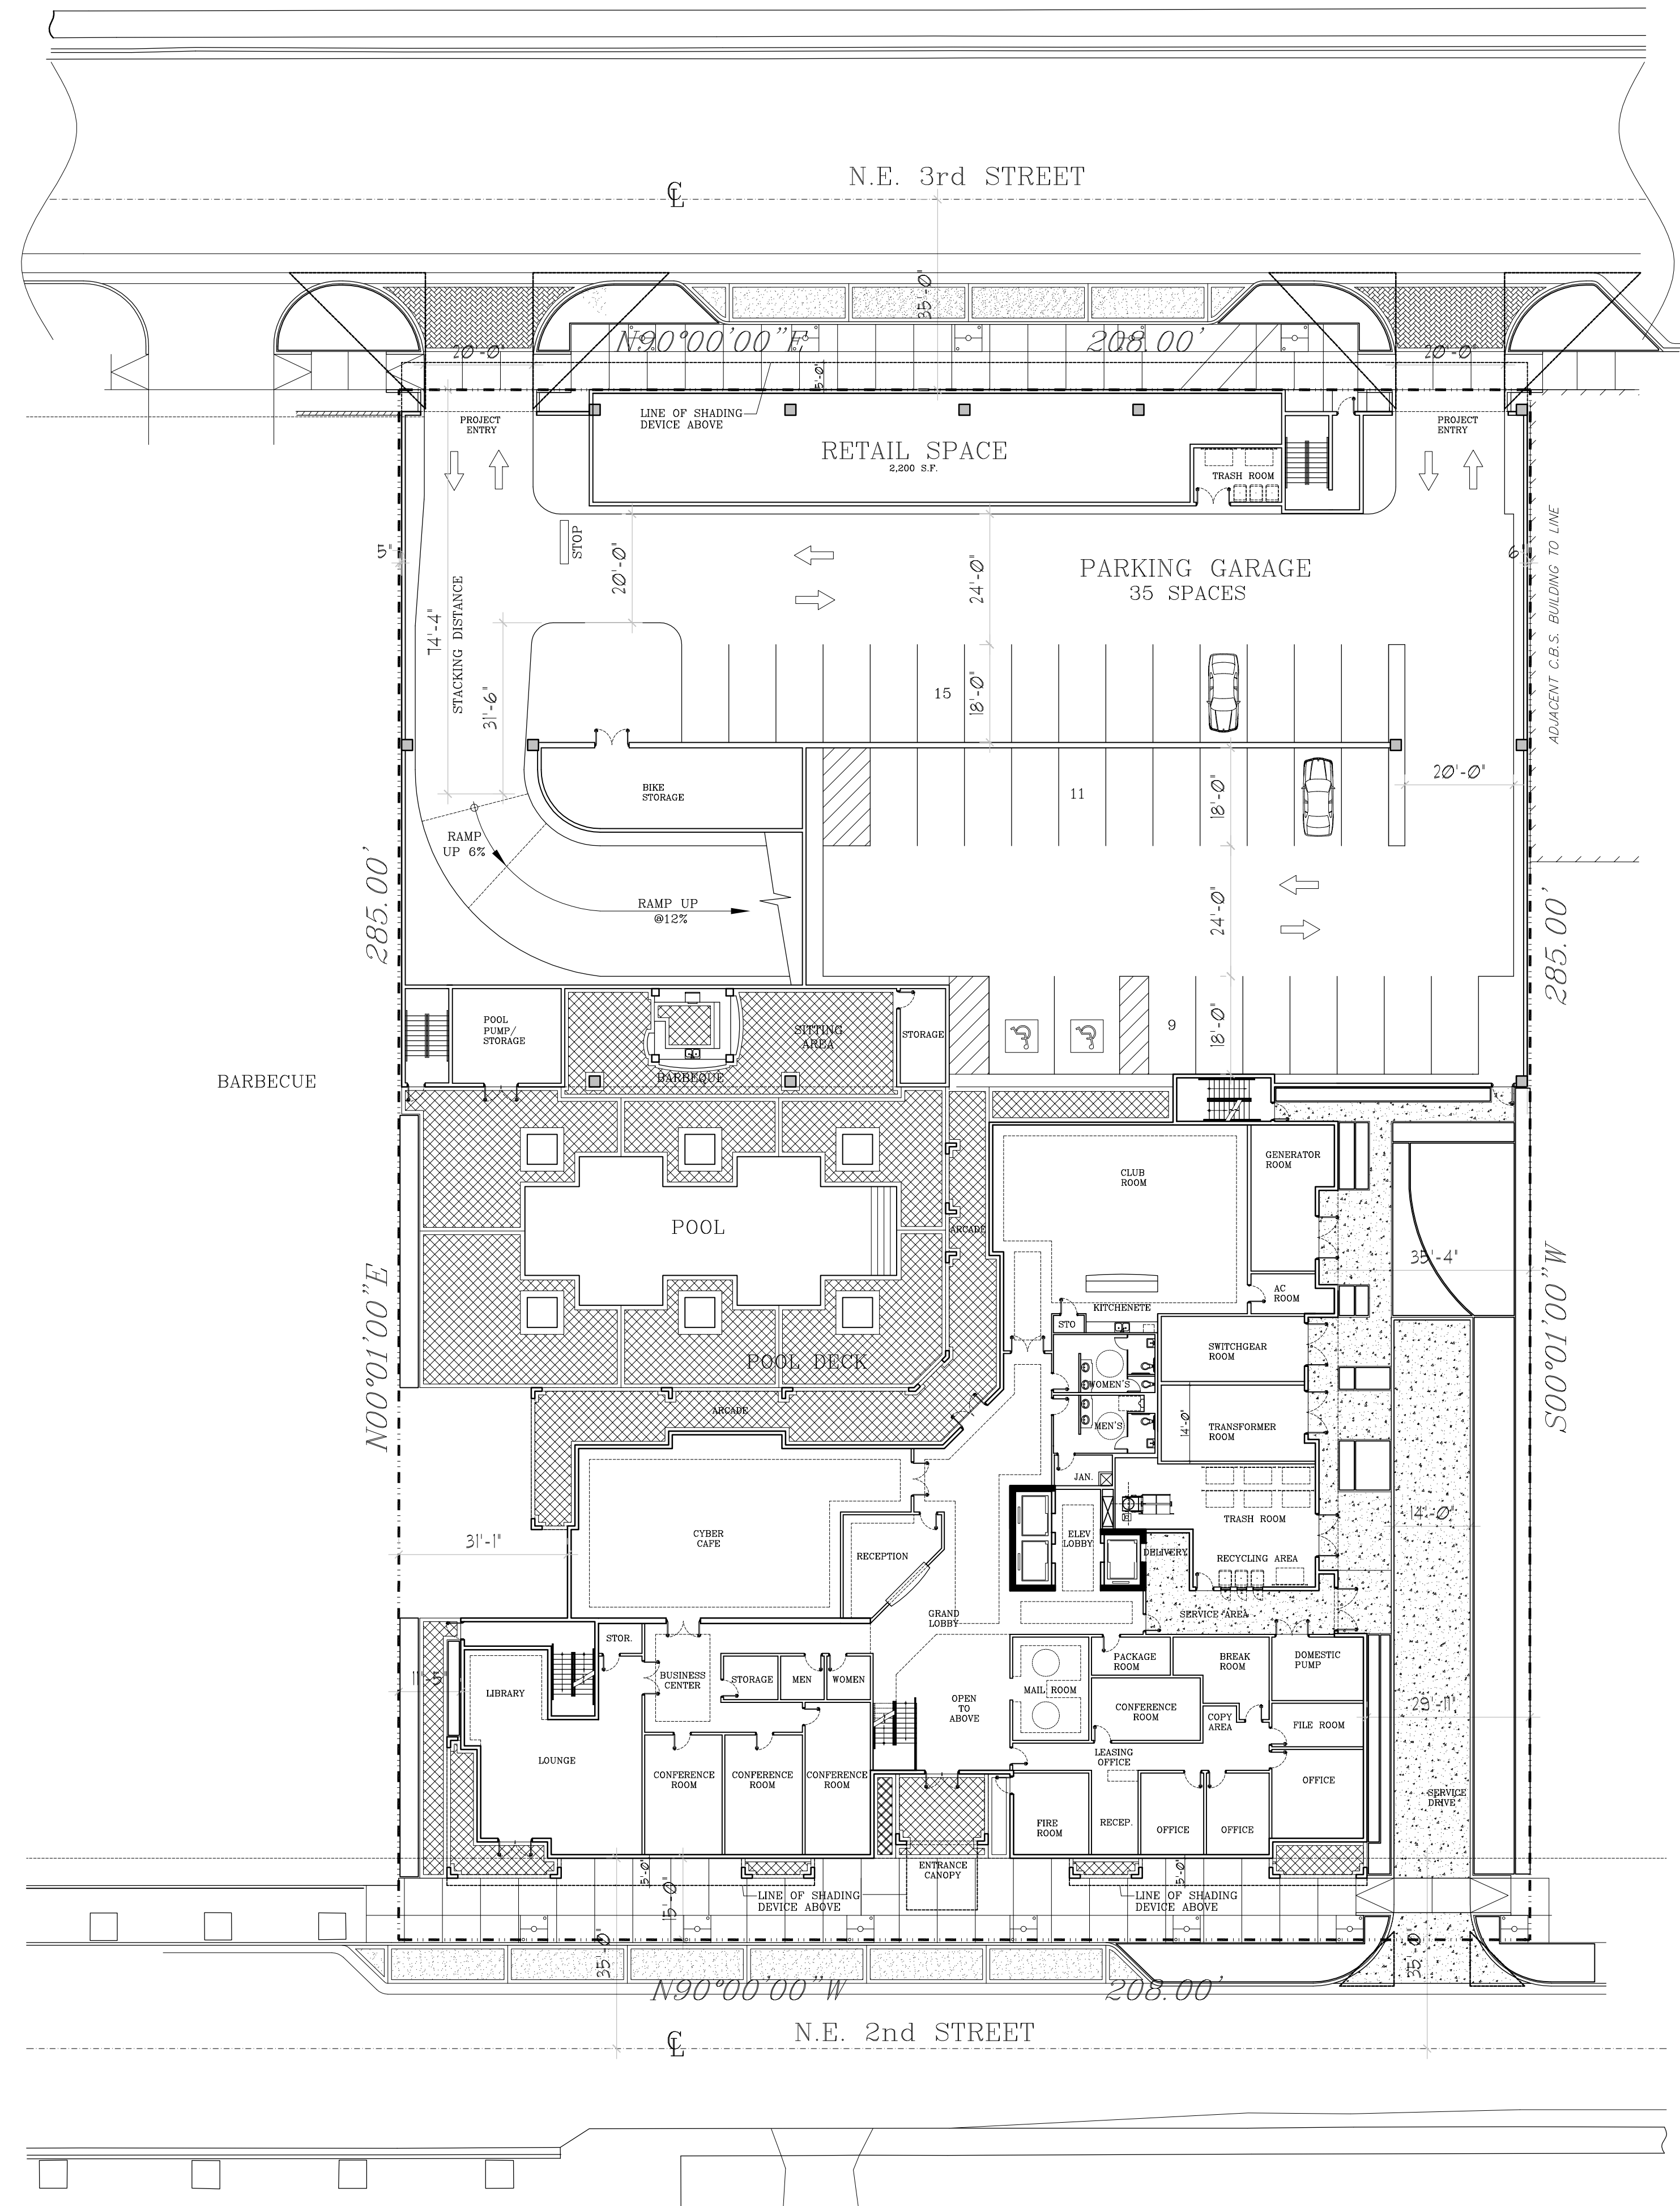 N.E. 3rd STREET
35'-0"
N90°00'00"E
208.00'
20'-0"
20'-0"
5'-0"
LINE OF SHADING
DEVICE ABOVE
PROJECT
ENTRY
PROJECT
ENTRY
RETAIL SPACE
2,200 S.F.
TRASH ROOM
STOP
20'-0"
24'-0"
PARKING GARAGE
35 SPACES
ADJACENT C.B.S. BUILDING TO LINE
5"
6"
74'-4"
STACKING DISTANCE
31'-6"
15
18'-0"
BIKE
STORAGE
11
18'-0"
20'-0"
RAMP
UP 6%
RAMP UP
@12%
24'-0"
285.00'
285.00'
POOL
PUMP/
STORAGE
SITTING
AREA
BARBEQUE
STORAGE
9
18'-0"
BARBECUE
POOL
CLUB
ROOM
GENERATOR
ROOM
ARCADE
35'-4"
AC
ROOM
KITCHENETE
STO
N00°01'00"E
S00°01'00"W
POOL DECK
SWITCHGEAR
ROOM
WOMEN'S
MEN'S
14'-0"
TRANSFORMER
ROOM
ARCADE
JAN.
31'-1"
CYBER
CAFE
RECEPTION
ELEV
LOBBY
DELIVERY
TRASH ROOM
RECYCLING AREA
14'-0"
GRAND
LOBBY
SERVICE AREA
STOR.
BUSINESS
CENTER
STORAGE
MEN
WOMEN
LIBRARY
PACKAGE
ROOM
BREAK
ROOM
DOMESTIC
PUMP
MAIL ROOM
OPEN
TO
ABOVE
CONFERENCE
ROOM
COPY
AREA
FILE ROOM
29'-11"
LOUNGE
LEASING
OFFICE
CONFERENCE
ROOM
CONFERENCE
ROOM
CONFERENCE
ROOM
OFFICE
FIRE
ROOM
RECEP.
OFFICE
OFFICE
SERVICE
DRIVE
ENTRANCE
CANOPY
5'-0"
5'-0"
15'-0"
LINE OF SHADING
DEVICE ABOVE
LINE OF SHADING
DEVICE ABOVE
35'-0"
35'-0"
N90°00'00"W
208.00'
N.E. 2nd STREET